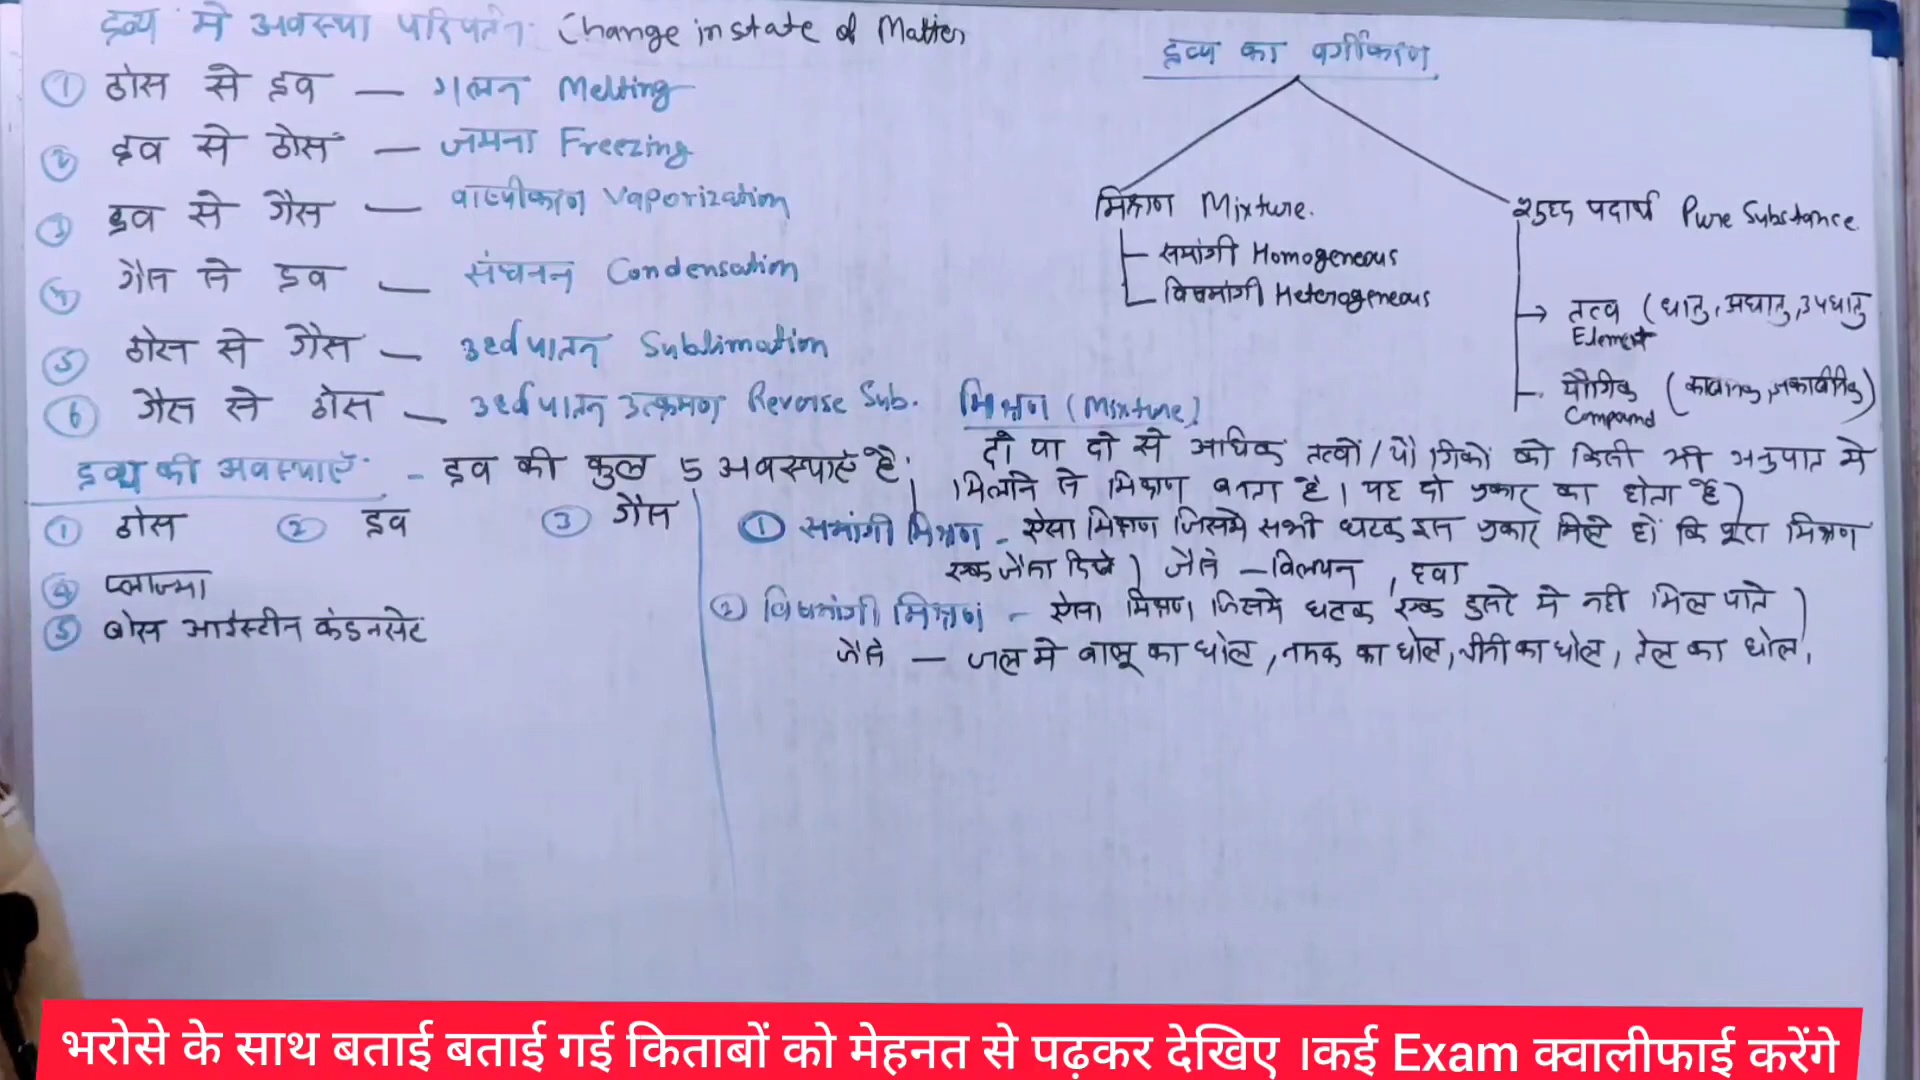 द्रव्य मे अवस्था परिवर्तन Change in state of Matter
① ठोस से द्रव — गलन Melting
② द्रव से ठोस — जमना Freezing
③ द्रव से गैस — वाष्पीकरण Vaporization
④ गैस से द्रव — संघनन Condensation
⑤ ठोस से गैस — उर्ध्वपातन Sublimation
⑥ गैस से ठोस — उर्ध्वपातन उत्क्रमण Reverse Sub.
द्रव्य की अवस्थाएँ - द्रव की कुल 5 अवस्थाएँ है।
① ठोस ② द्रव ③ गैस
④ प्लाज्मा
⑤ बोस आईंस्टीन कंडनसेट
द्रव्य का वर्गीकरण
मिश्रण Mixture.
समांगी Homogeneous
विषमांगी Heterogeneous
शुद्ध पदार्थ Pure Substance
तत्व (धातु, अधातु, उपधातु
Element
यौगिक (कार्बनिक, अकार्बनिक)
Compound
मिश्रण (Mixture)
दो या दो से अधिक तत्वों/यौगिकों को किसी भी अनुपात मे
मिलाने से मिश्रण बनता है। यह दो प्रकार का होता है।
① समांगी मिश्रण - ऐसा मिश्रण जिसमे सभी घटक इस प्रकार मिले हों कि पूरा मिश्रण
एक जैसा दिखे। जैसे - विलयन, हवा
② विषमांगी मिश्रण - ऐसा मिश्रण जिसमे घटक एक दुसरे मे नही मिल पाते।
जैसे — जल मे बालू का घोल, नमक का घोल, चीनी का घोल, तेल का घोल,
भरोसे के साथ बताई बताई गई किताबों को मेहनत से पढ़कर देखिए ।कई Exam क्वालीफाई करेंगे